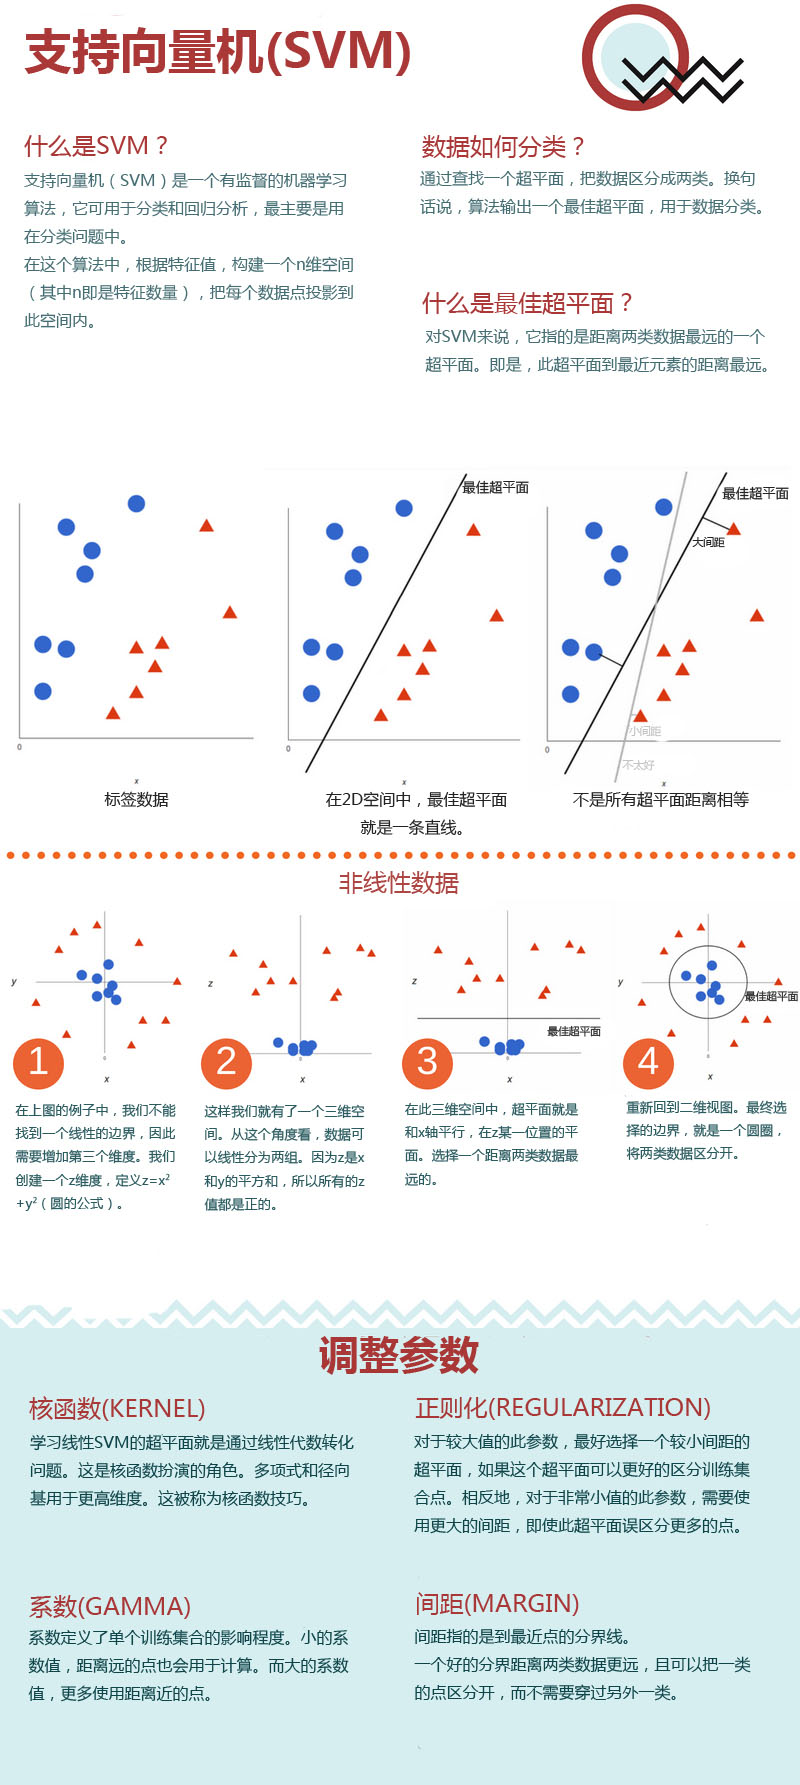 支持向量机(SVM)
什么是SVM？
支持向量机（SVM）是一个有监督的机器学习
算法，它可用于分类和回归分析，最主要是用
在分类问题中。
在这个算法中，根据特征值，构建一个n维空间
（其中n即是特征数量），把每个数据点投影到
此空间内。
数据如何分类？
通过查找一个超平面，把数据区分成两类。换句
话说，算法输出一个最佳超平面，用于数据分类。
什么是最佳超平面？
对SVM来说，它指的是距离两类数据最远的一个
超平面。即是，此超平面到最近元素的距离最远。
0
x
标签数据
最佳超平面
0
x
在2D空间中，最佳超平面
就是一条直线。
最佳超平面
大间距
小间距
不太好
0
x
不是所有超平面距离相等
非线性数据
y
0
x
1
在上图的例子中，我们不能
找到一个线性的边界，因此
需要增加第三个维度。我们
创建一个z维度，定义z=x²
+y²（圆的公式）。
z
0
x
2
这样我们就有了一个三维空
间。从这个角度看，数据可
以线性分为两组。因为z是x
和y的平方和，所以所有的z
值都是正的。
z
最佳超平面
x
3
在此三维空间中，超平面就是
和x轴平行，在z某一位置的平
面。选择一个距离两类数据最
远的。
y
最佳超平面
0
x
4
重新回到二维视图。最终选
择的边界，就是一个圆圈，
将两类数据区分开。
调整参数
核函数(KERNEL)
学习线性SVM的超平面就是通过线性代数转化
问题。这是核函数扮演的角色。多项式和径向
基用于更高维度。这被称为核函数技巧。
正则化(REGULARIZATION)
对于较大值的此参数，最好选择一个较小间距的
超平面，如果这个超平面可以更好的区分训练集
合点。相反地，对于非常小值的此参数，需要使
用更大的间距，即使此超平面误区分更多的点。
系数(GAMMA)
系数定义了单个训练集合的影响程度。小的系
数值，距离远的点也会用于计算。而大的系数
值，更多使用距离近的点。
间距(MARGIN)
间距指的是到最近点的分界线。
一个好的分界距离两类数据更远，且可以把一类
的点区分开，而不需要穿过另外一类。